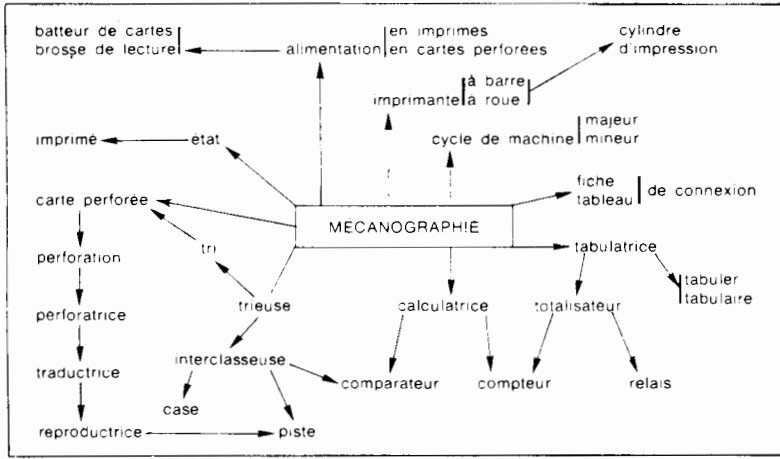 batteur de cartes
brosse de lecture
alimentation
en imprimés
en cartes perforées
cylindre
d'impression
imprimante
à barre
à roue
imprimé
état
cycle de machine
majeur
mineur
carte perforée
fiche
tableau
de connexion
MÉCANOGRAPHIE
tri
tabulatrice
perforation
tabuler
tabulaire
trieuse
calculatrice
totalisateur
perforatrice
interclasseuse
traductrice
comparateur
compteur
relais
case
reproductrice
piste